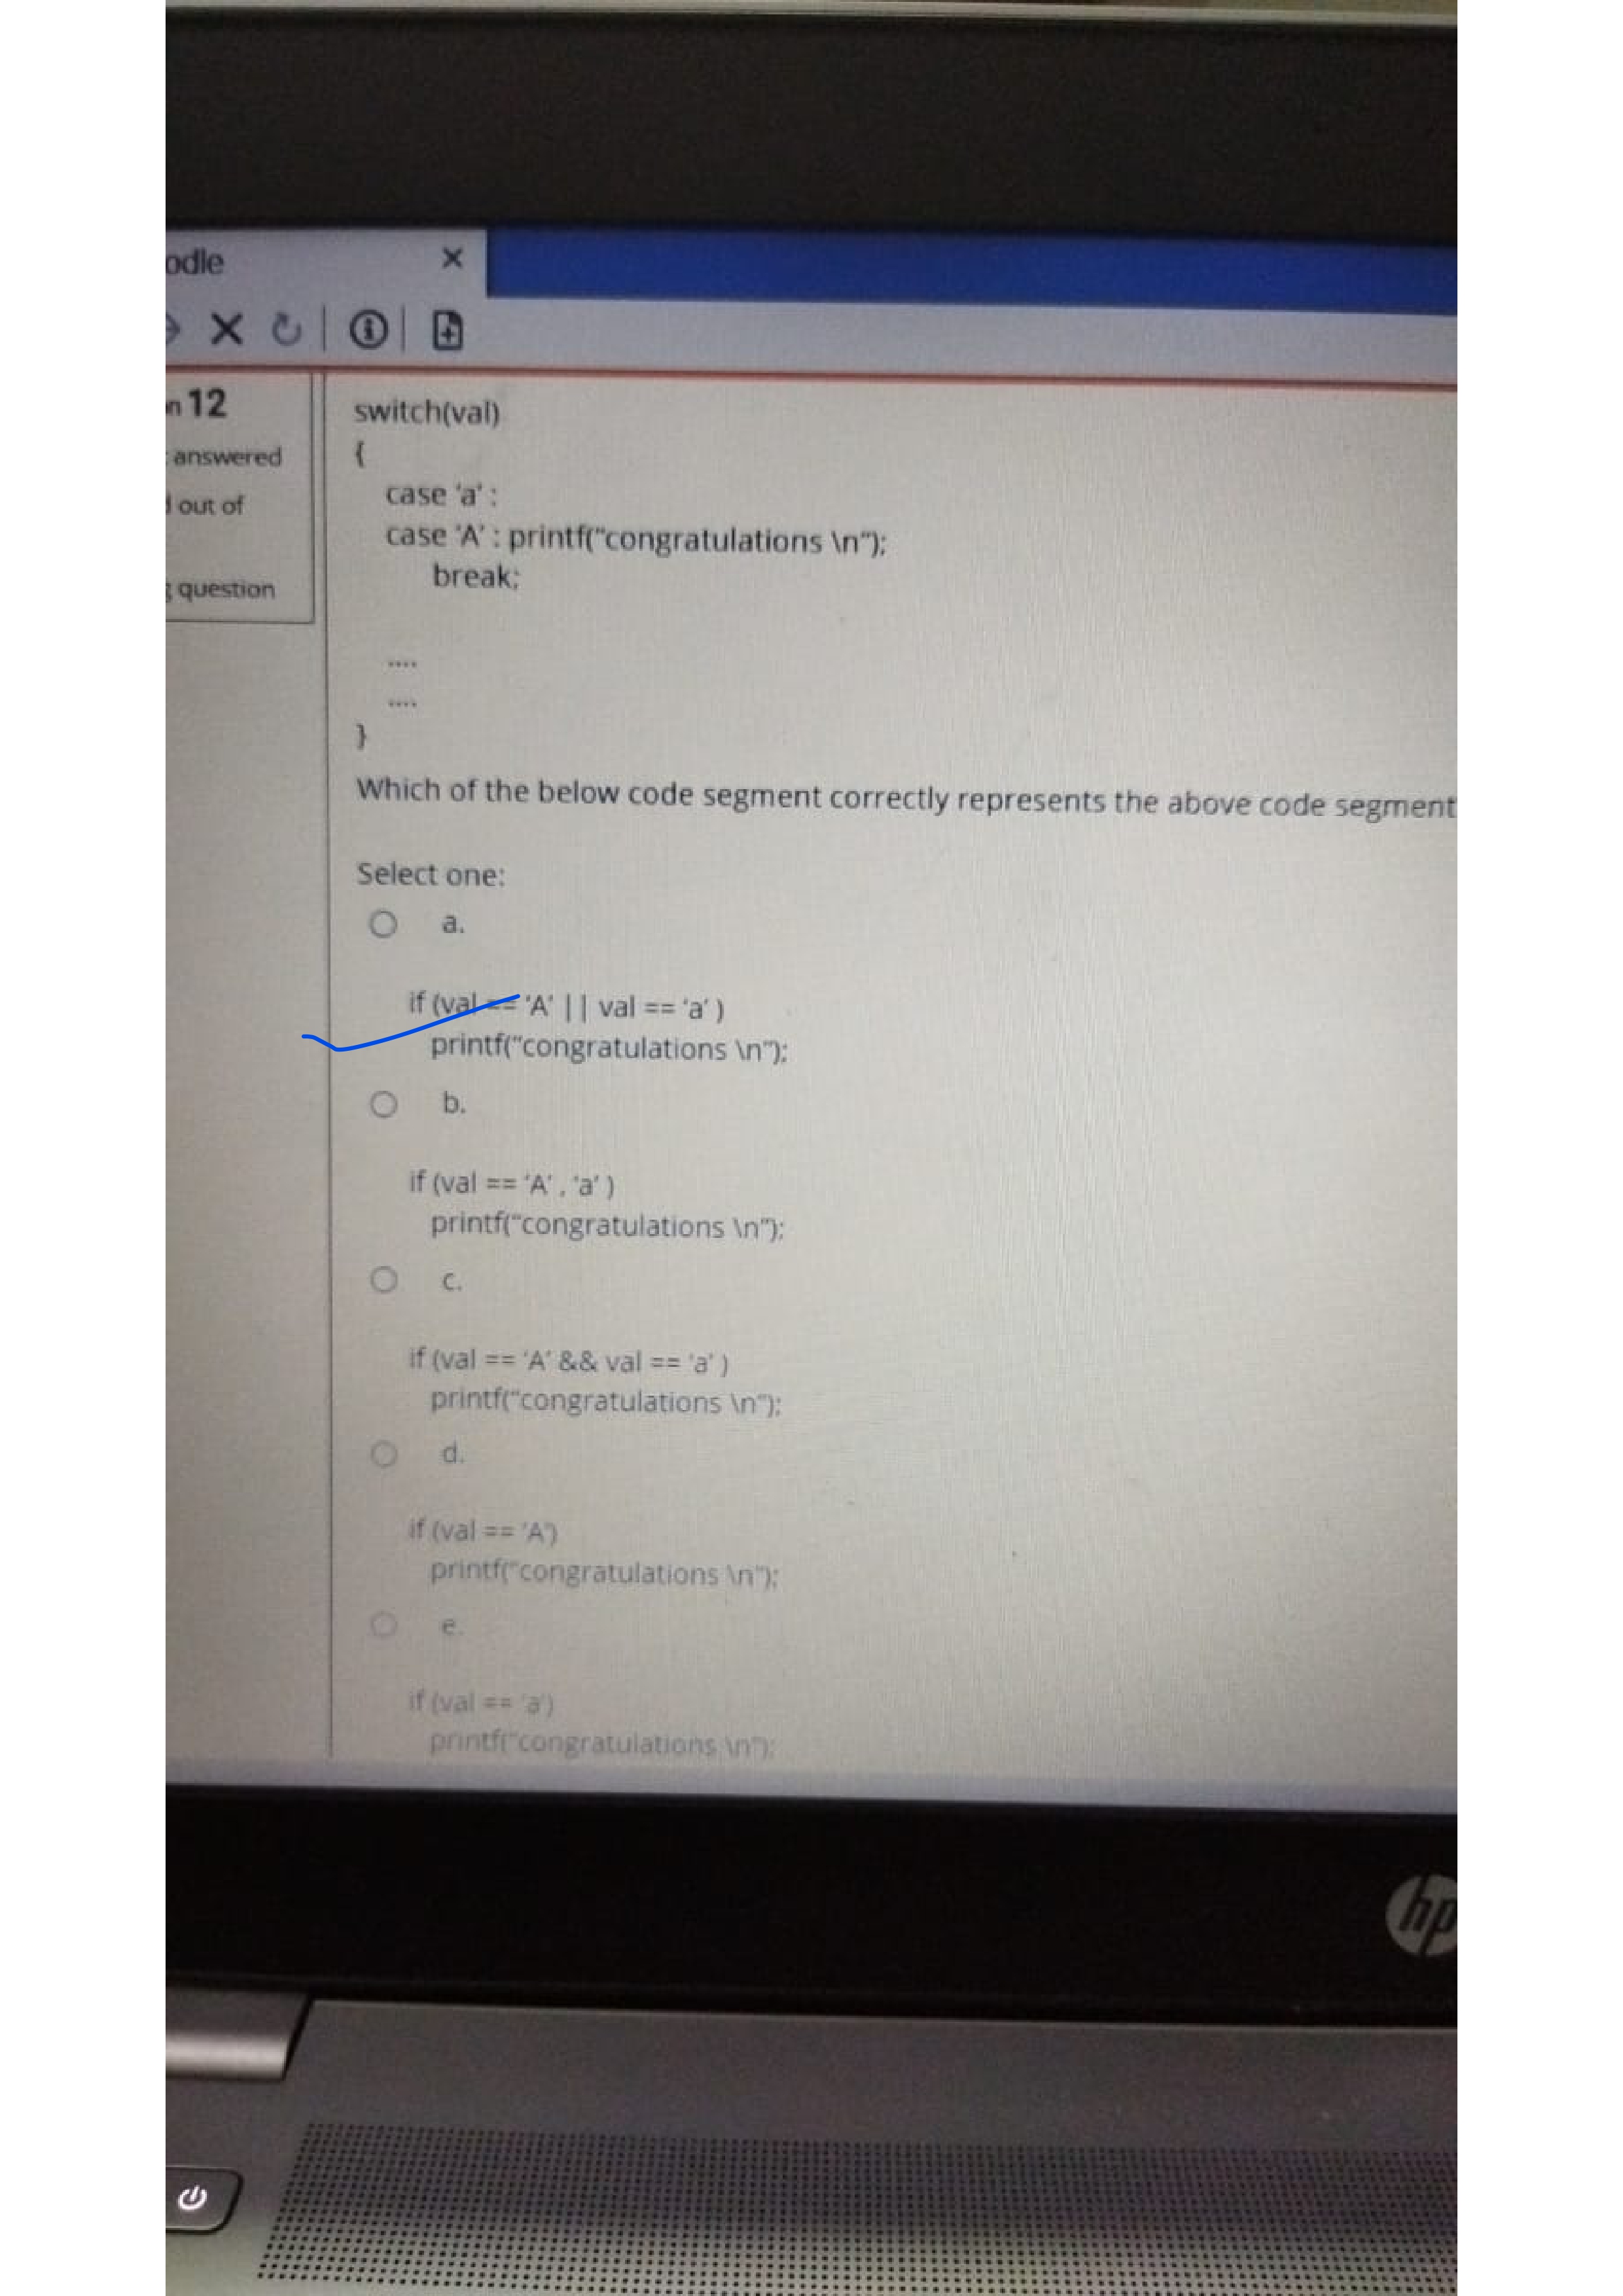 odle
n 12
answered
out of
question
switch(val)
{
case 'a' :
case 'A' : printf("congratulations \n");
break;
....
....
}
Which of the below code segment correctly represents the above code segment
Select one:
a.
if (val == 'A' || val == 'a' )
printf("congratulations \n");
b.
if (val == 'A' , 'a' )
printf("congratulations \n");
c.
if (val == 'A' && val == 'a' )
printf("congratulations \n");
d.
if (val == 'A')
printf("congratulations \n");
e.
if (val == 'a')
printf("congratulations \n");
hp